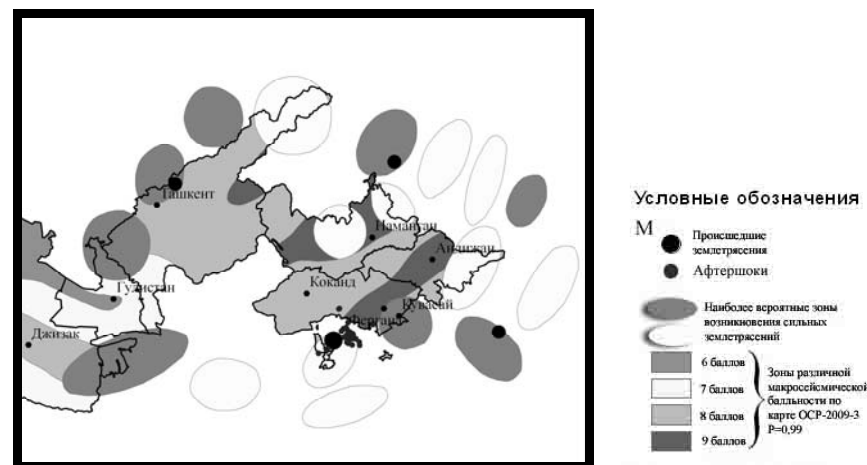 Ташкент
Наманган
Андижан
Коканд
Кувасай
Фергана
Гулистан
Джизак
Условные обозначения
М
Происшедшие
землетрясения
Афтершоки
Наиболее вероятные зоны
возникновения сильных
землетрясений
6 баллов
7 баллов
8 баллов
9 баллов
Зоны различной
макросейсмической
балльности по
карте ОСР-2009-3
Р=0,99